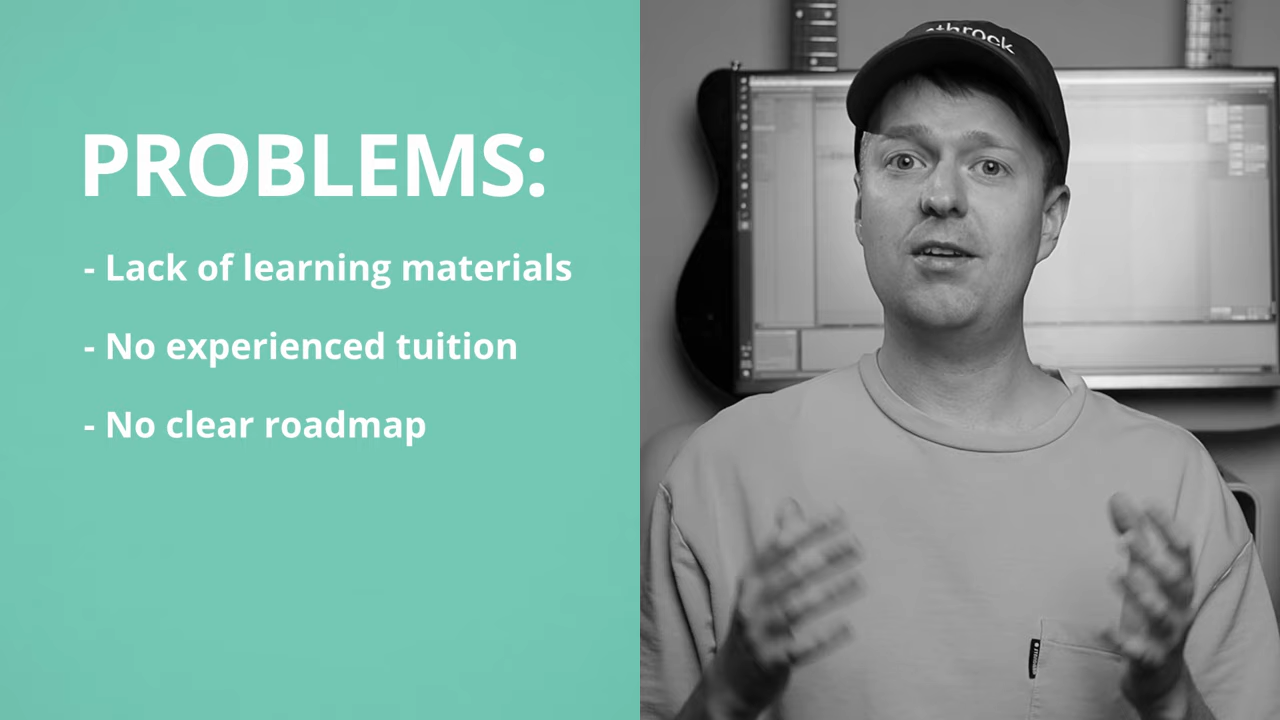 PROBLEMS:
- Lack of learning materials
- No experienced tuition
- No clear roadmap